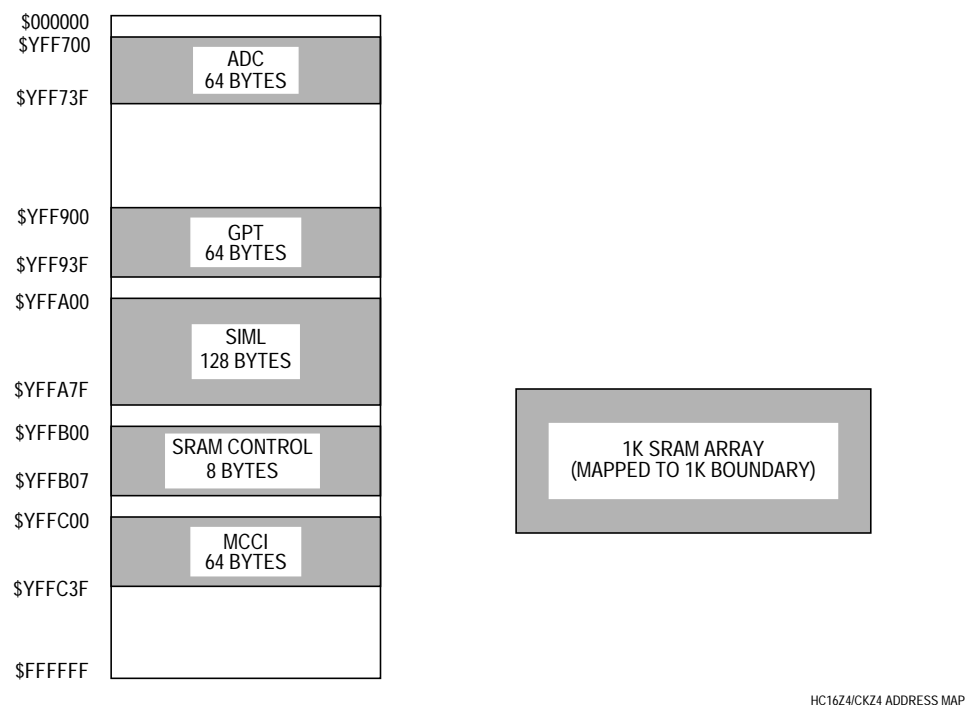 $000000
$YFF700
ADC
64 BYTES
$YFF73F
$YFF900
GPT
64 BYTES
$YFF93F
$YFFA00
SIML
128 BYTES
$YFFA7F
$YFFB00
SRAM CONTROL
8 BYTES
$YFFB07
1K SRAM ARRAY
(MAPPED TO 1K BOUNDARY)
$YFFC00
MCCI
64 BYTES
$YFFC3F
$FFFFFF
HC16Z4/CKZ4 ADDRESS MAP